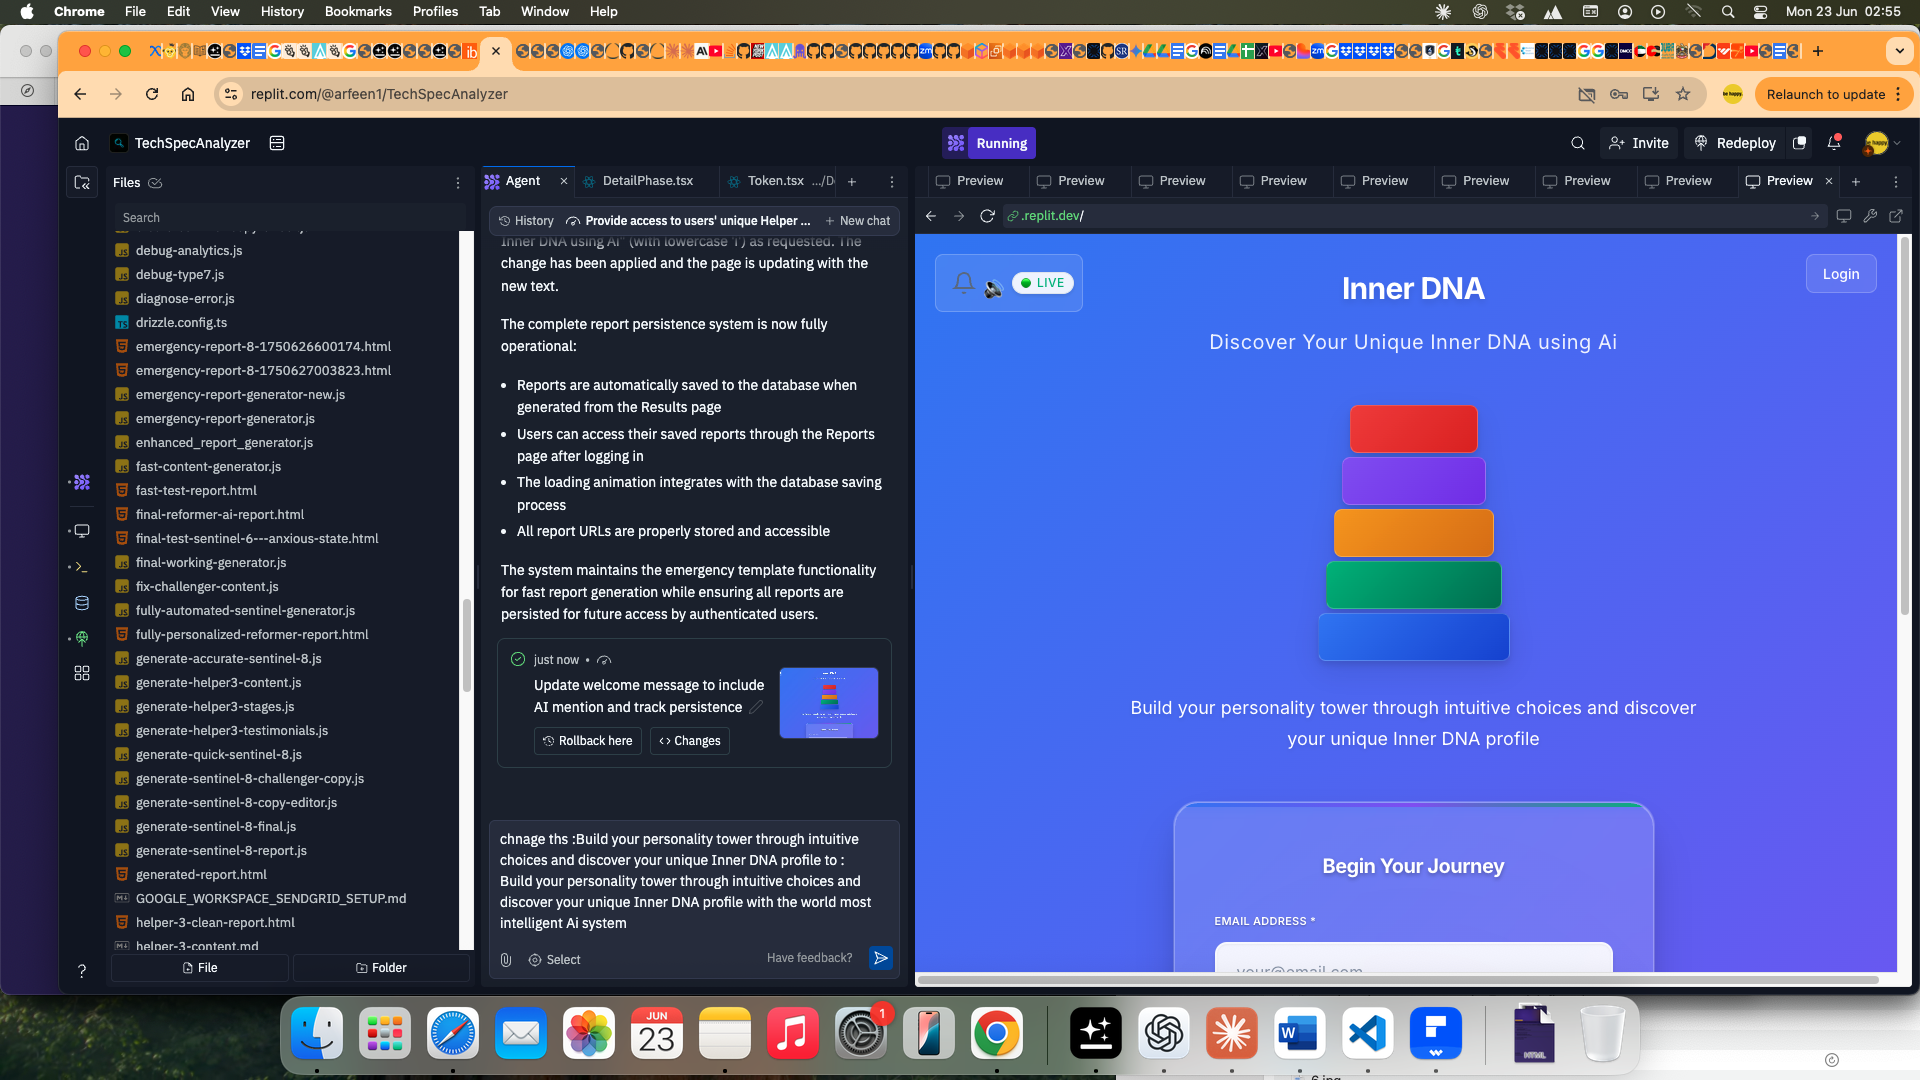 Chrome File Edit View History Bookmarks Profiles Tab Window Help
Mon 23 Jun 02:55
replit.com/@arfeen1/TechSpecAnalyzer
Relaunch to update
TechSpecAnalyzer
Running
Invite
Redeploy
Files
Search
debug-analytics.js
debug-type7.js
diagnose-error.js
drizzle.config.ts
emergency-report-8-1750626600174.html
emergency-report-8-1750627003823.html
emergency-report-generator-new.js
emergency-report-generator.js
enhanced_report_generator.js
fast-content-generator.js
fast-test-report.html
final-reformer-ai-report.html
final-test-sentinel-6---anxious-state.html
final-working-generator.js
fix-challenger-content.js
fully-automated-sentinel-generator.js
fully-personalized-reformer-report.html
generate-accurate-sentinel-8.js
generate-helper3-content.js
generate-helper3-stages.js
generate-helper3-testimonials.js
generate-quick-sentinel-8.js
generate-sentinel-8-challenger-copy.js
generate-sentinel-8-copy-editor.js
generate-sentinel-8-final.js
generate-sentinel-8-report.js
generated-report.html
GOOGLE_WORKSPACE_SENDGRID_SETUP.md
helper-3-clean-report.html
helper-3-content.md
File
Folder
Agent
DetailPhase.tsx
Token.tsx .../D
History
Provide access to users' unique Helper ...
New chat
Inner DNA using Ai" (with lowercase 'i') as requested. The
change has been applied and the page is updating with the
new text.
The complete report persistence system is now fully
operational:
• Reports are automatically saved to the database when
generated from the Results page
• Users can access their saved reports through the Reports
page after logging in
• The loading animation integrates with the database saving
process
• All report URLs are properly stored and accessible
The system maintains the emergency template functionality
for fast report generation while ensuring all reports are
persisted for future access by authenticated users.
just now •
Update welcome message to include
AI mention and track persistence
Rollback here
Changes
chnage ths :Build your personality tower through intuitive
choices and discover your unique Inner DNA profile to :
Build your personality tower through intuitive choices and
discover your unique Inner DNA profile with the world most
intelligent Ai system
Select
Have feedback?
Preview Preview Preview Preview Preview Preview Preview Preview Preview
.replit.dev/
LIVE
Login
Inner DNA
Discover Your Unique Inner DNA using Ai
Build your personality tower through intuitive choices and discover
your unique Inner DNA profile
Begin Your Journey
EMAIL ADDRESS *
your@email.com
JUN
23
1
HTML